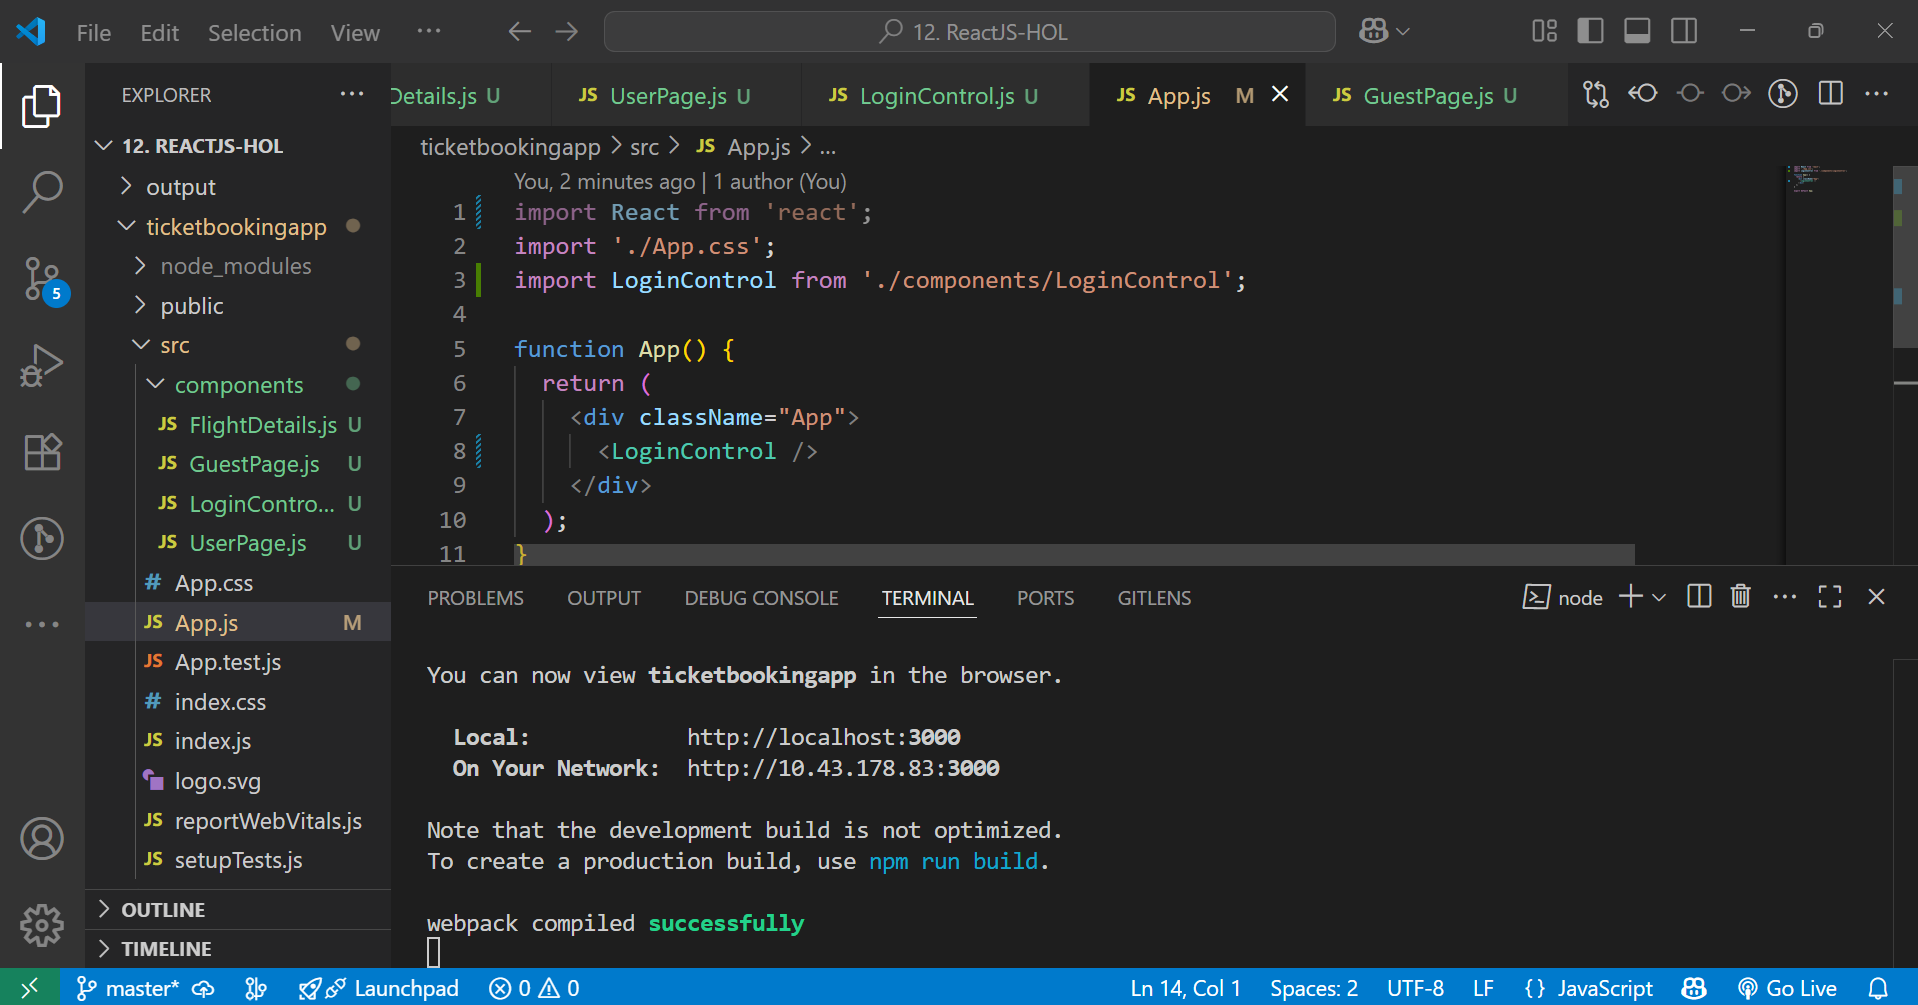 File Edit Selection View ··· 12. ReactJS-HOL
EXPLORER ···
Details.js U JS UserPage.js U JS LoginControl.js U JS App.js M JS GuestPage.js U
12. REACTJS-HOL
output
ticketbookingapp
node_modules
public
src
components
JS FlightDetails.js U
JS GuestPage.js U
JS LoginContro... U
JS UserPage.js U
# App.css
JS App.js M
JS App.test.js
# index.css
JS index.js
logo.svg
JS reportWebVitals.js
JS setupTests.js
OUTLINE
TIMELINE
5
ticketbookingapp > src > JS App.js > ...
You, 2 minutes ago | 1 author (You)
1 import React from 'react';
2 import './App.css';
3 import LoginControl from './components/LoginControl';
4
5 function App() {
6 return (
7 <div className="App">
8 <LoginControl />
9 </div>
10 );
11 }
PROBLEMS OUTPUT DEBUG CONSOLE TERMINAL PORTS GITLENS node
You can now view ticketbookingapp in the browser.
Local: http://localhost:3000
On Your Network: http://10.43.178.83:3000
Note that the development build is not optimized.
To create a production build, use npm run build.
webpack compiled successfully
master* Launchpad 0 0 Ln 14, Col 1 Spaces: 2 UTF-8 LF {} JavaScript Go Live